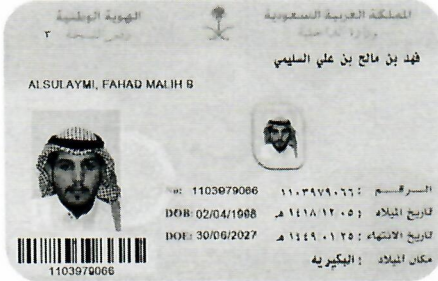 المملكة العربية السعودية
وزارة الداخلية
الهوية الوطنية
٣
فهد بن مالح بن علي السليمي
ALSULAYMI, FAHAD MALIH B
الرقم : ١١٠٣٩٧٩٠٦٦ No: 1103979066
تاريخ الميلاد : ١٤١٨/١٢/٠٥ هـ DOB: 02/04/1998
تاريخ الانتهاء : ١٤٤٩/٠١/٢٥ هـ DOE: 30/06/2027
مكان الميلاد : البكيريه
1103979066